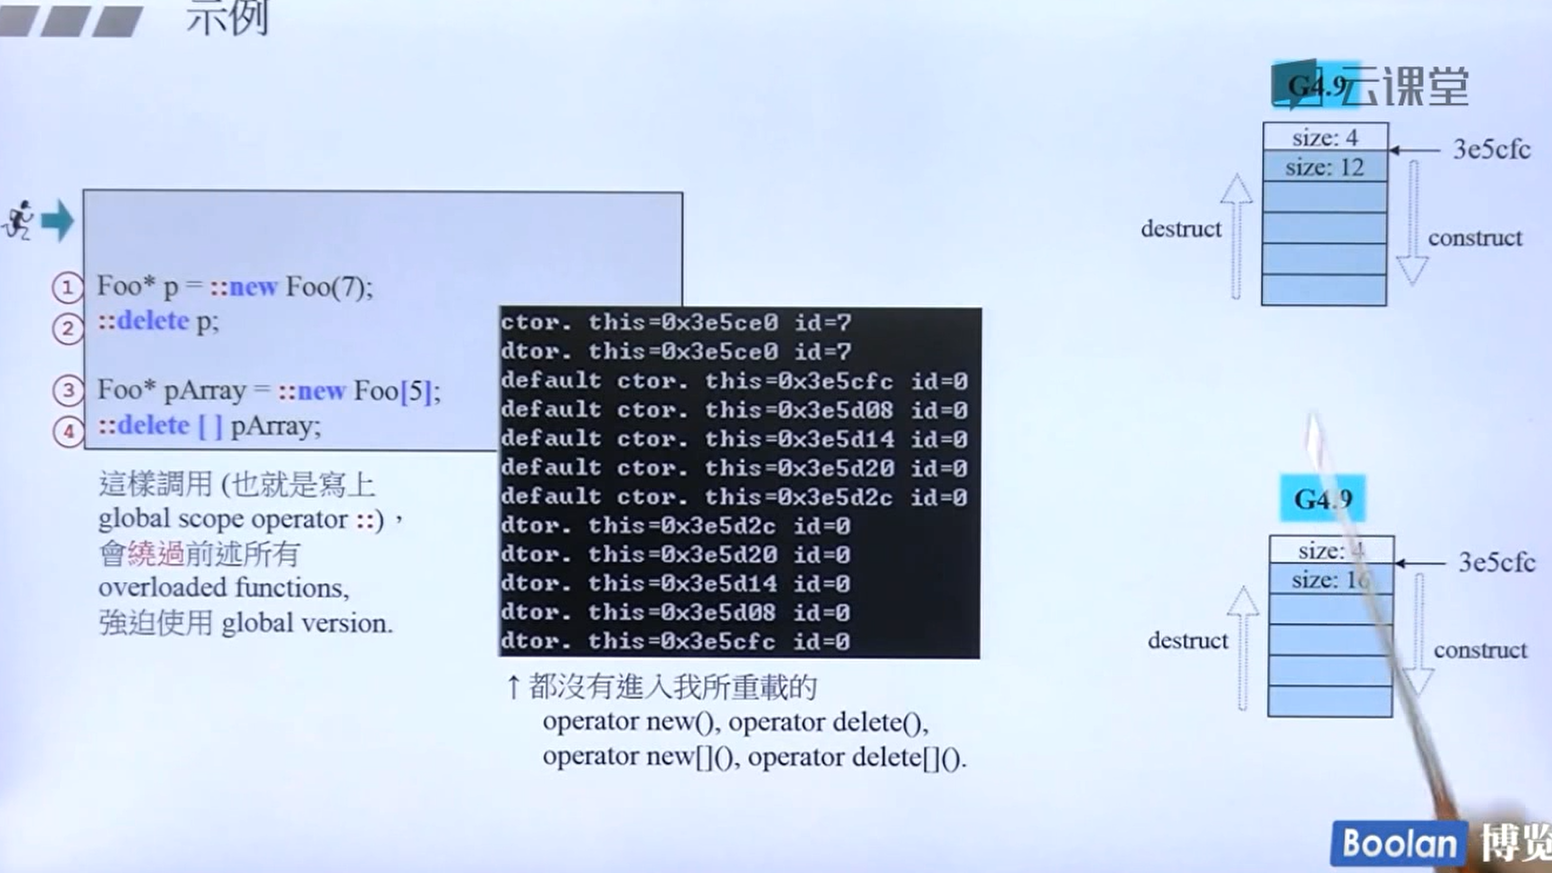 示例
云课堂
① Foo* p = ::new Foo(7);
② ::delete p;
③ Foo* pArray = ::new Foo[5];
④ ::delete [ ] pArray;
這樣調用 (也就是寫上
global scope operator ::)，
會繞過前述所有
overloaded functions,
強迫使用 global version.
ctor. this=0x3e5ce0 id=7
dtor. this=0x3e5ce0 id=7
default ctor. this=0x3e5cfc id=0
default ctor. this=0x3e5d08 id=0
default ctor. this=0x3e5d14 id=0
default ctor. this=0x3e5d20 id=0
default ctor. this=0x3e5d2c id=0
dtor. this=0x3e5d2c id=0
dtor. this=0x3e5d20 id=0
dtor. this=0x3e5d14 id=0
dtor. this=0x3e5d08 id=0
dtor. this=0x3e5cfc id=0
↑都沒有進入我所重載的
operator new(), operator delete(),
operator new[](), operator delete[]().
G4.9
size: 4
3e5cfc
size: 12
destruct
construct
G4.9
size: 4
3e5cfc
size: 16
destruct
construct
Boolan 博览